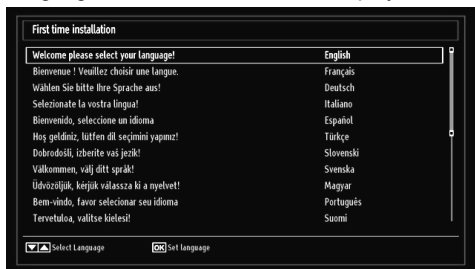 First time installation
Welcome please select your language! English
Bienvenue ! Veuillez choisir une langue. Français
Wählen Sie bitte Ihre Sprache aus! Deutsch
Selezionate la vostra lingua! Italiano
Bienvenido, seleccione un idioma Español
Hoş geldiniz, lütfen dil seçimini yapınız! Türkçe
Dobrodošli, izberite vaš jezik! Slovenski
Välkommen, välj ditt språk! Svenska
Üdvözöljük, kérjük válassza ki a nyelvet! Magyar
Bem-vindo, favor selecionar seu idioma Português
Tervetuloa, valitse kielesi! Suomi
Select Language OK Set language